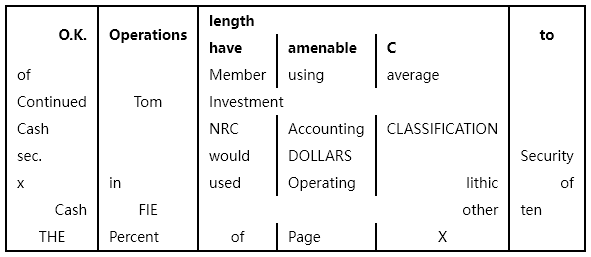 O.K. Operations length to
have amenable C
of Member using average
Continued Tom Investment
Cash NRC Accounting CLASSIFICATION
sec. would DOLLARS Security
x in used Operating lithic of
Cash FIE other ten
THE Percent of Page X